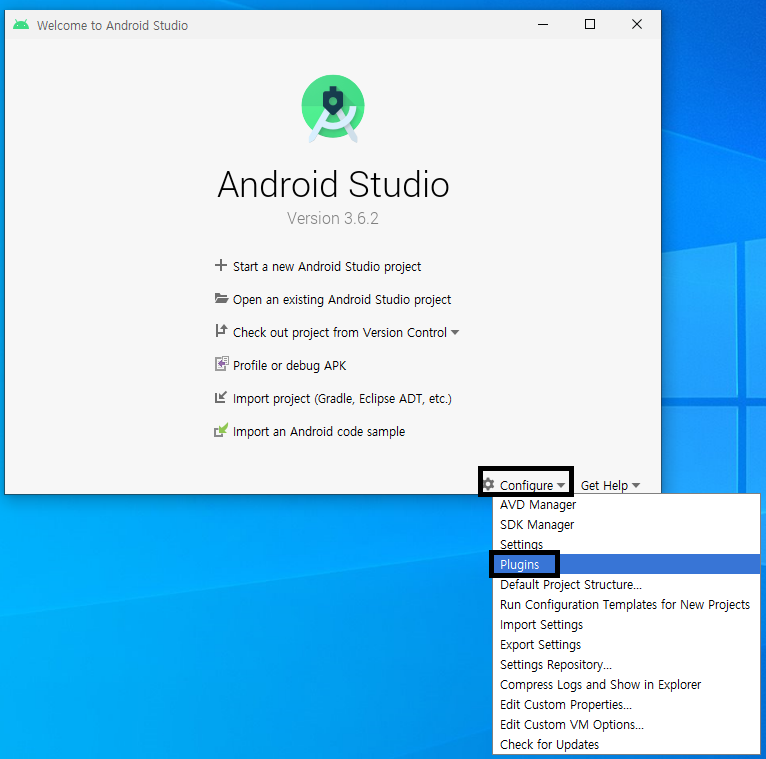 Welcome to Android Studio
Android Studio
Version 3.6.2
Start a new Android Studio project
Open an existing Android Studio project
Check out project from Version Control
Profile or debug APK
Import project (Gradle, Eclipse ADT, etc.)
Import an Android code sample
Configure Get Help
AVD Manager
SDK Manager
Settings
Plugins
Default Project Structure...
Run Configuration Templates for New Projects
Import Settings
Export Settings
Settings Repository...
Compress Logs and Show in Explorer
Edit Custom Properties...
Edit Custom VM Options...
Check for Updates